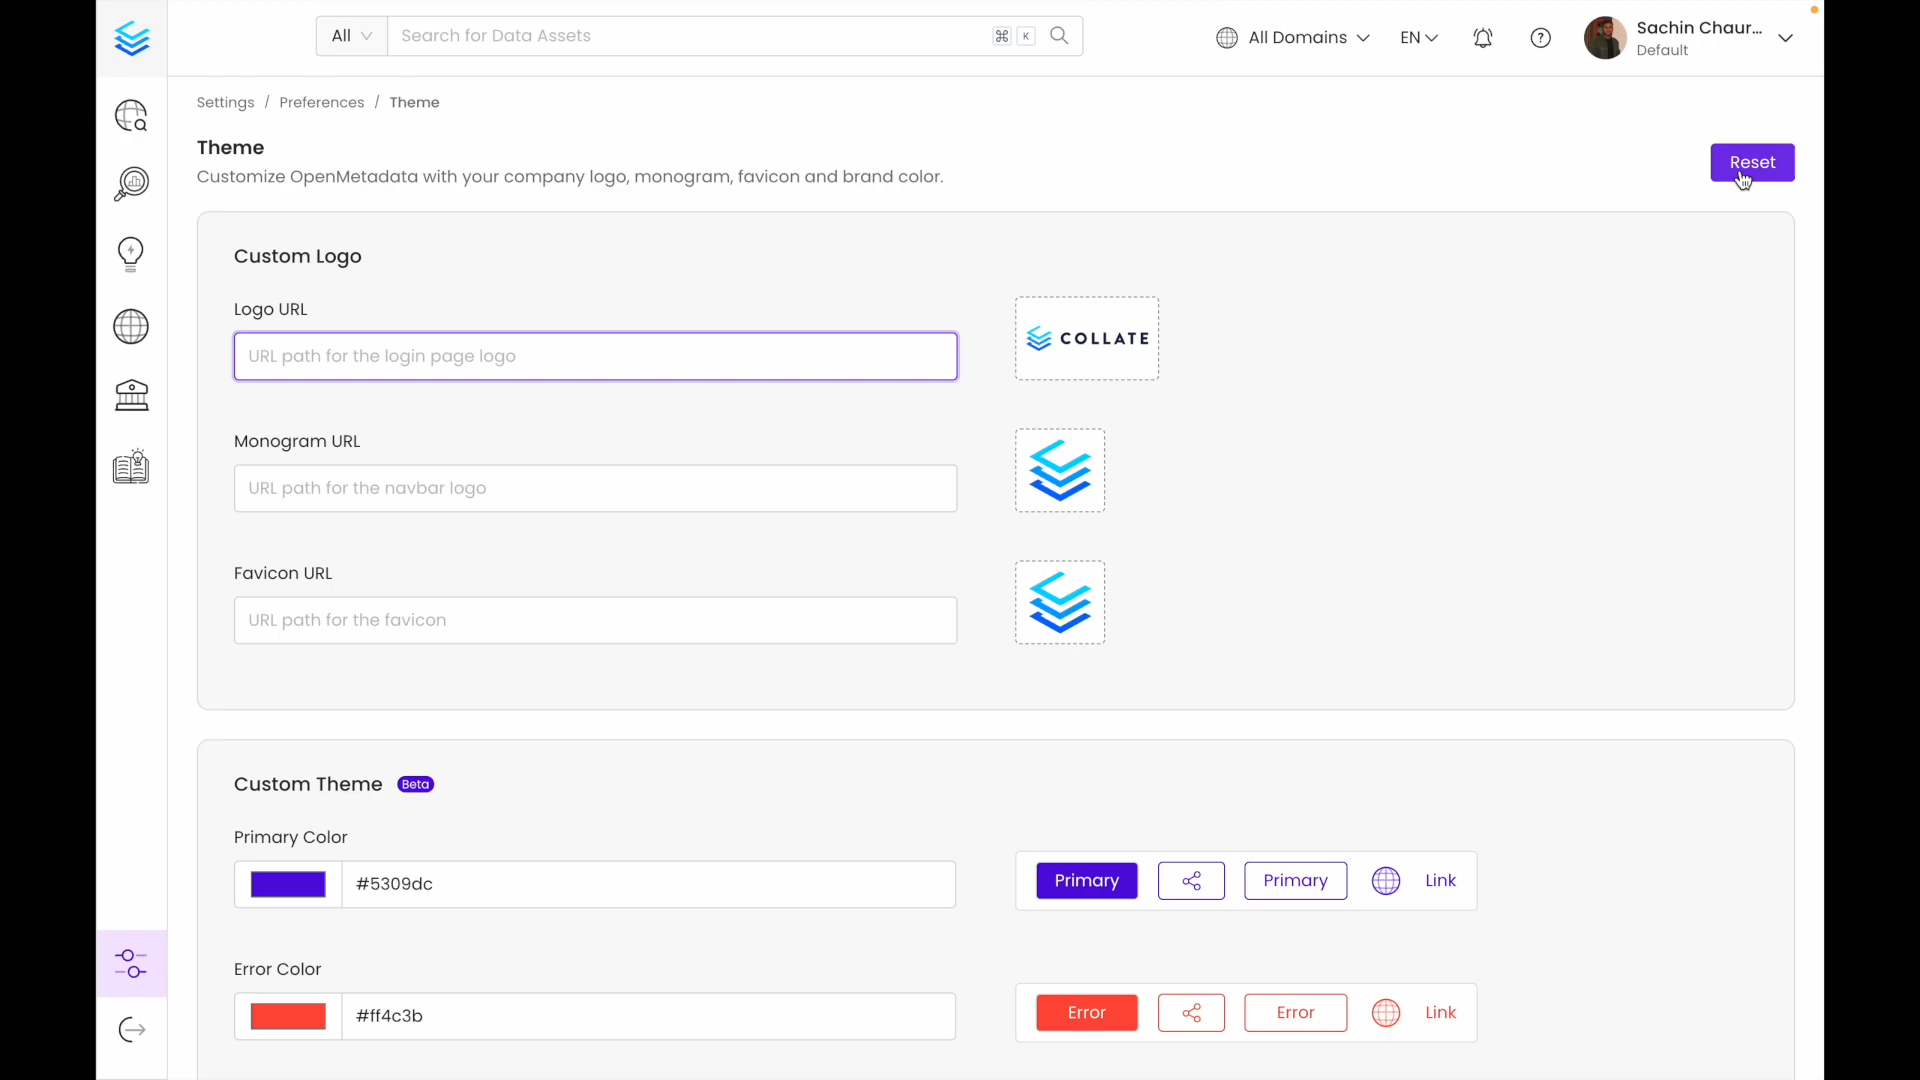 All
Search for Data Assets
⌘ K
All Domains
EN
Sachin Chaur...
Default
Settings / Preferences / Theme
Theme
Customize OpenMetadata with your company logo, monogram, favicon and brand color.
Reset
Custom Logo
Logo URL
URL path for the login page logo
COLLATE
Monogram URL
URL path for the navbar logo
Favicon URL
URL path for the favicon
Custom Theme Beta
Primary Color
#5309dc
Primary
Primary
Link
Error Color
#ff4c3b
Error
Error
Link